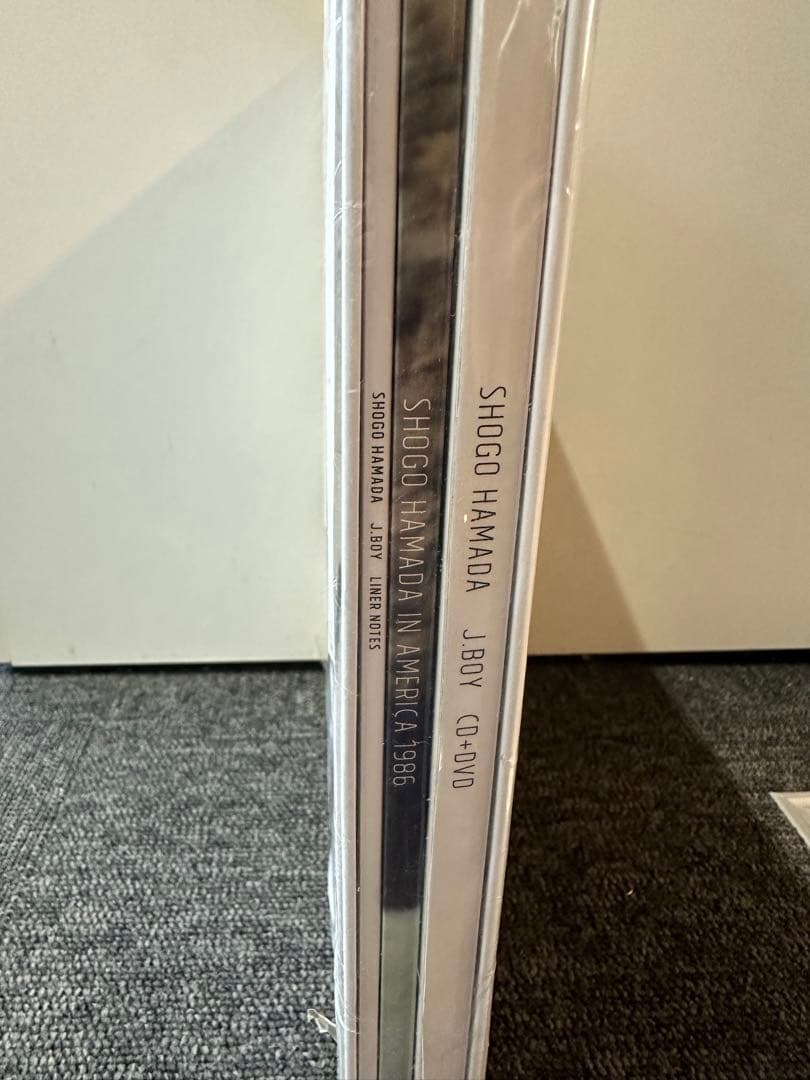 SHOGO HAMADA J.BOY LINER NOTES
SHOGO HAMADA IN AMERICA 1986
SHOGO HAMADA J.BOY CD+DVD